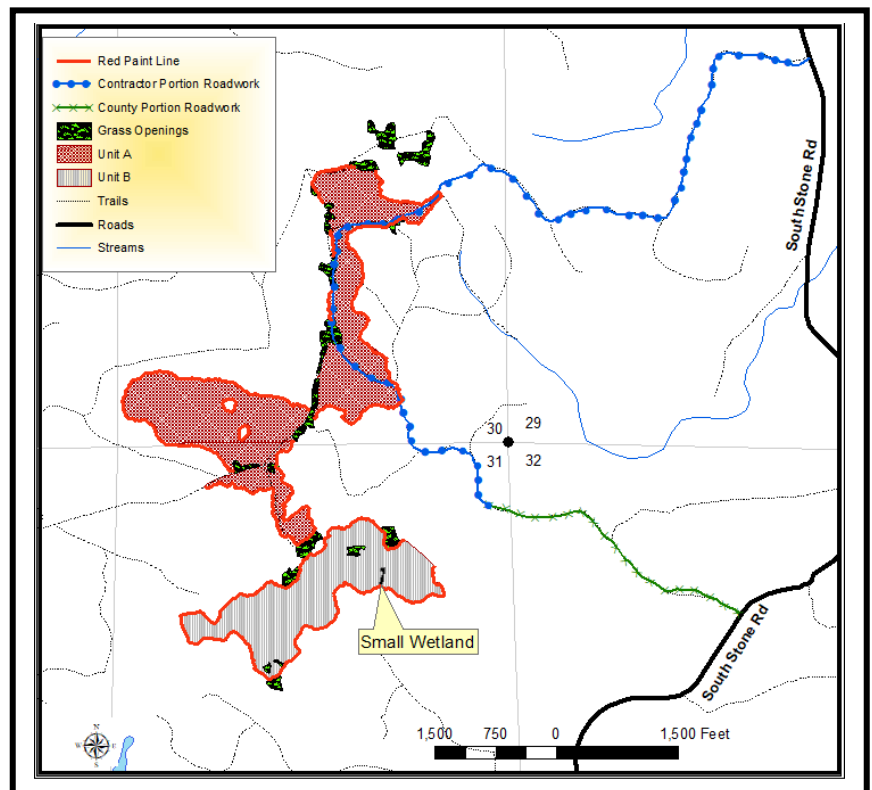 Red Paint Line
Contractor Portion Roadwork
County Portion Roadwork
Grass Openings
Unit A
Unit B
Trails
Roads
Streams
South Stone Rd
30 29
31 32
Small Wetland
South Stone Rd
N
W E
S
1,500 750 0 1,500 Feet